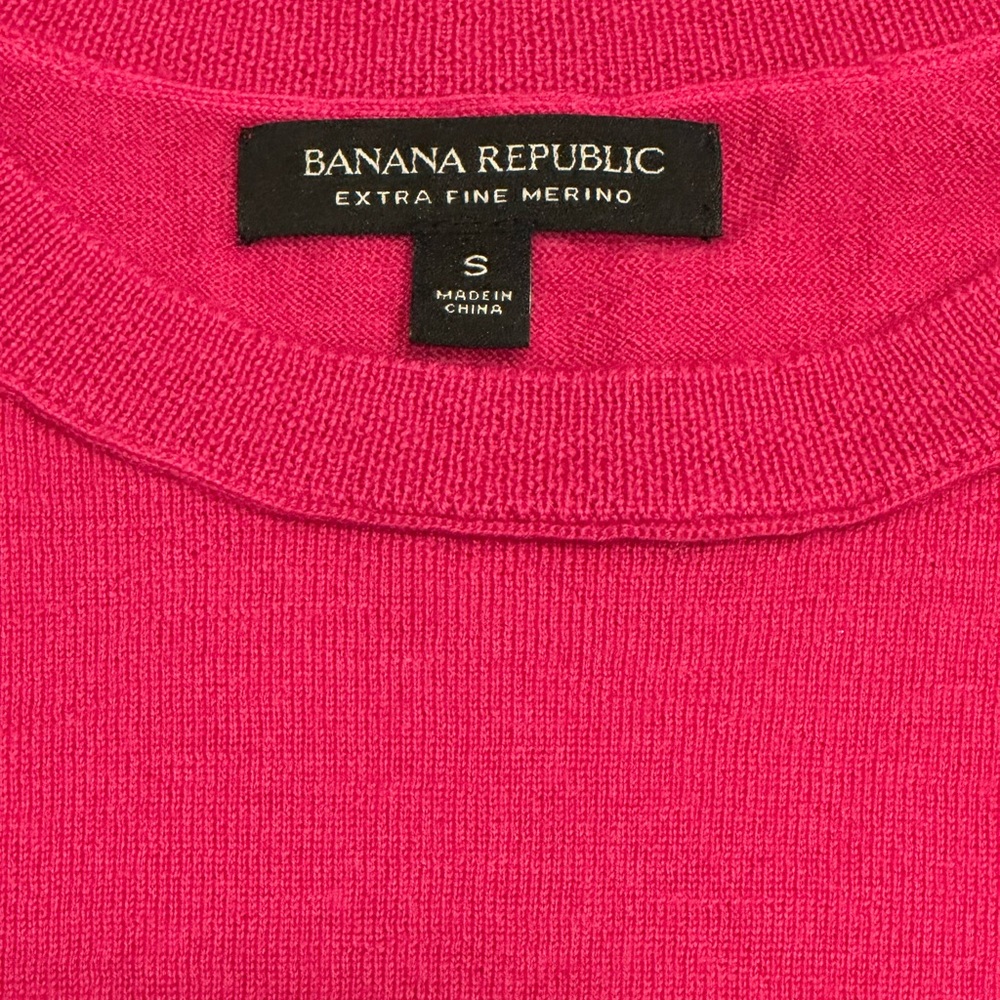 BANANA REPUBLIC
EXTRA FINE MERINO
S
MADE IN
CHINA